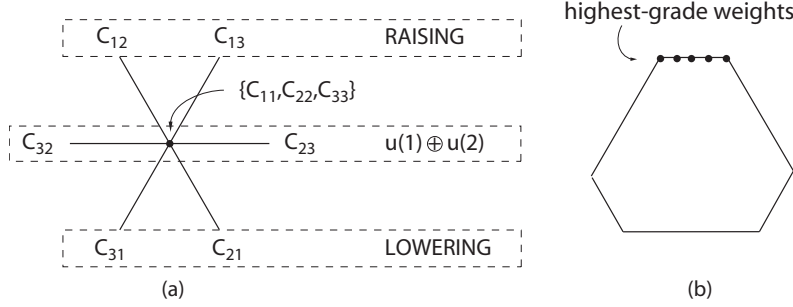 C₁₂ C₁₃ RAISING
{C₁₁,C₂₂,C₃₃}
C₃₂ C₂₃ u(1) ⊕ u(2)
C₃₁ C₂₁ LOWERING
(a)
highest-grade weights
(b)